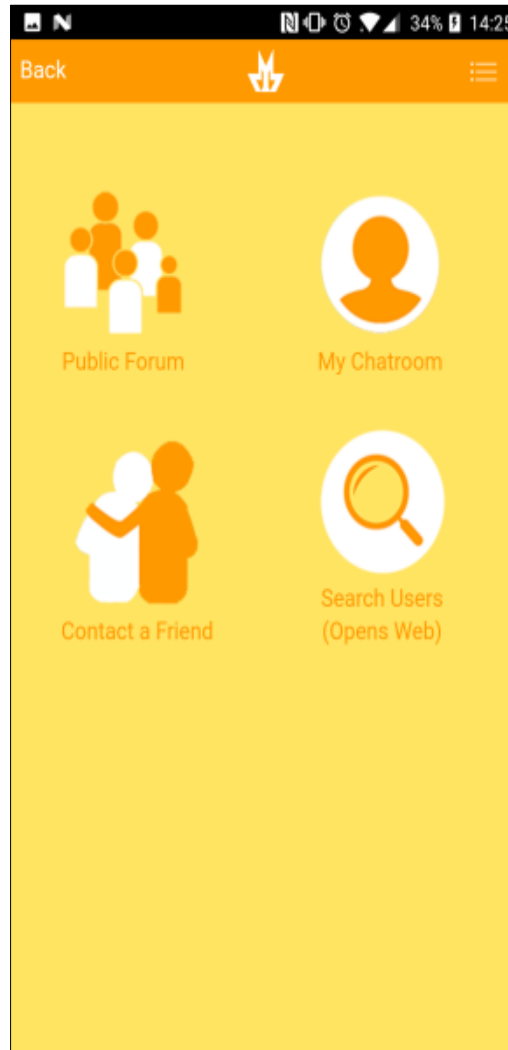 34% 14:25
Back
Public Forum
My Chatroom
Contact a Friend
Search Users
(Opens Web)